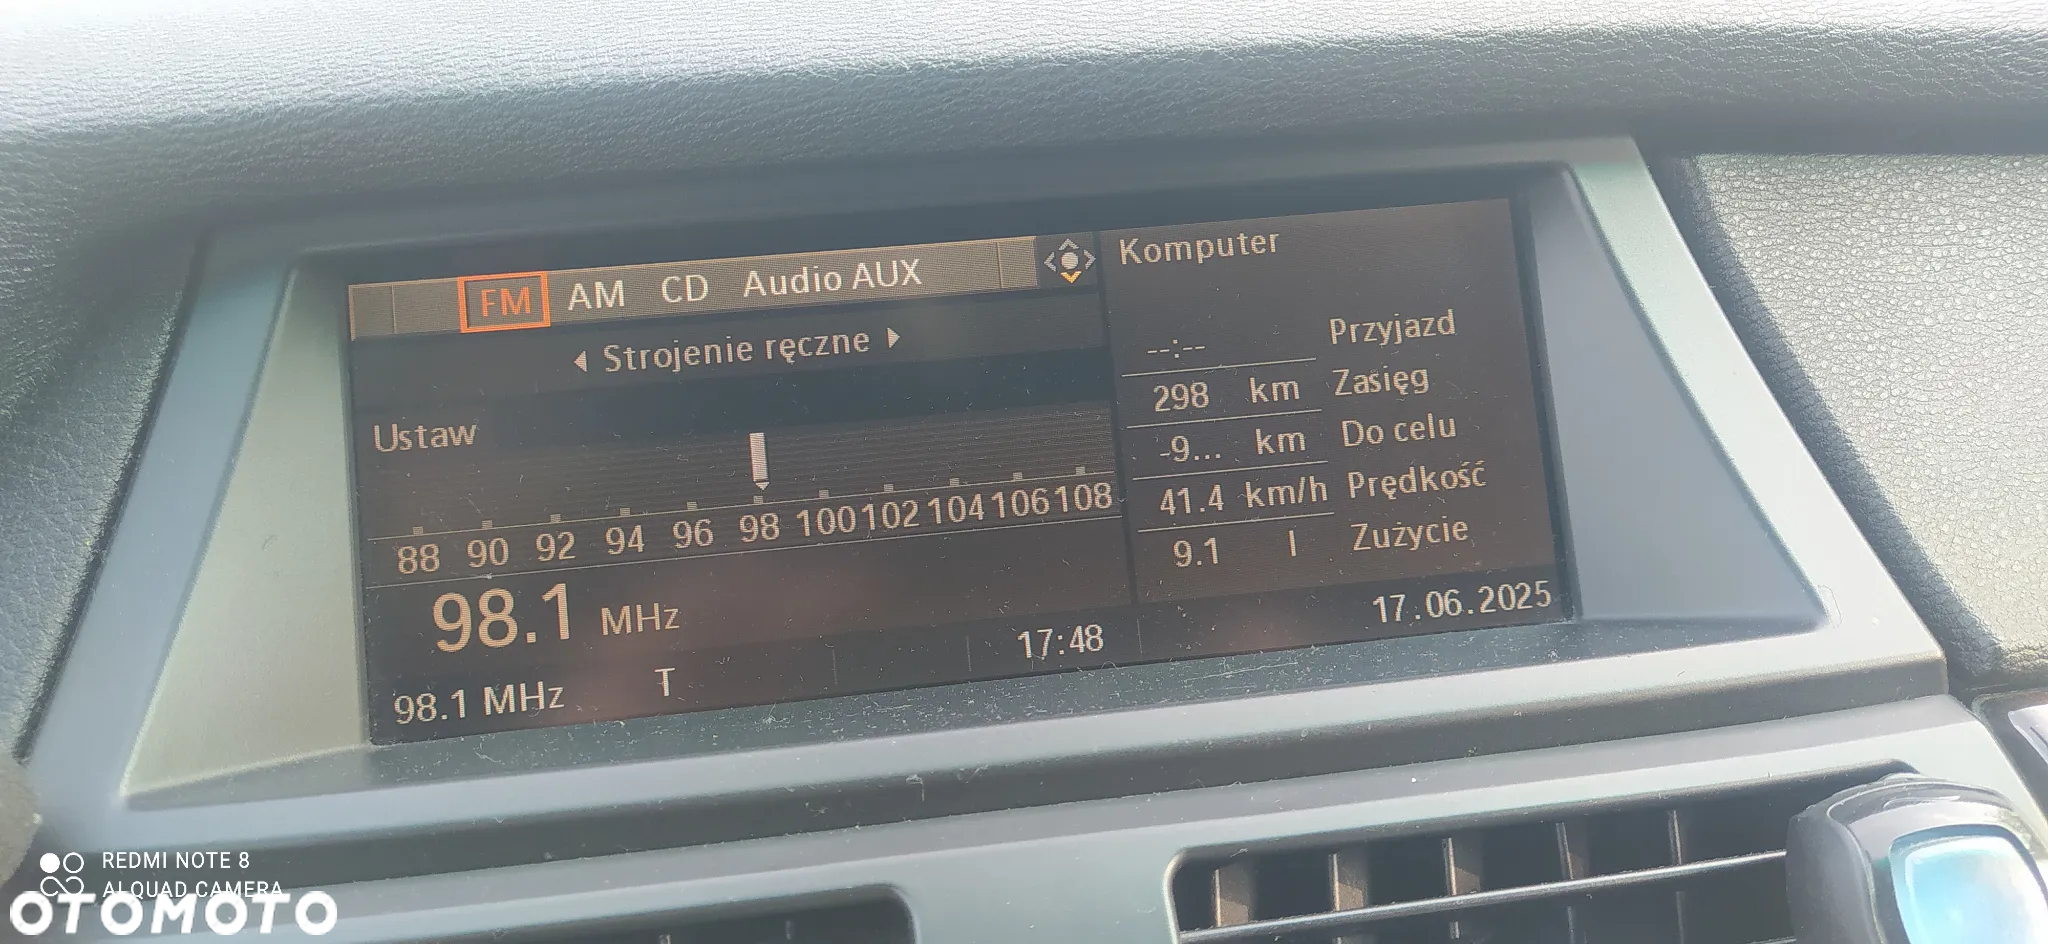 FM AM CD Audio AUX
Strojenie ręczne
Ustaw
88 90 92 94 96 98 100 102 104 106 108
98.1 MHz
98.1 MHz T 17:48 17.06.2025
Komputer
--:-- Przyjazd
298 km Zasięg
-9... km Do celu
41.4 km/h Prędkość
9.1 l Zużycie
REDMI NOTE 8
AI QUAD CAMERA
OTOMOTO